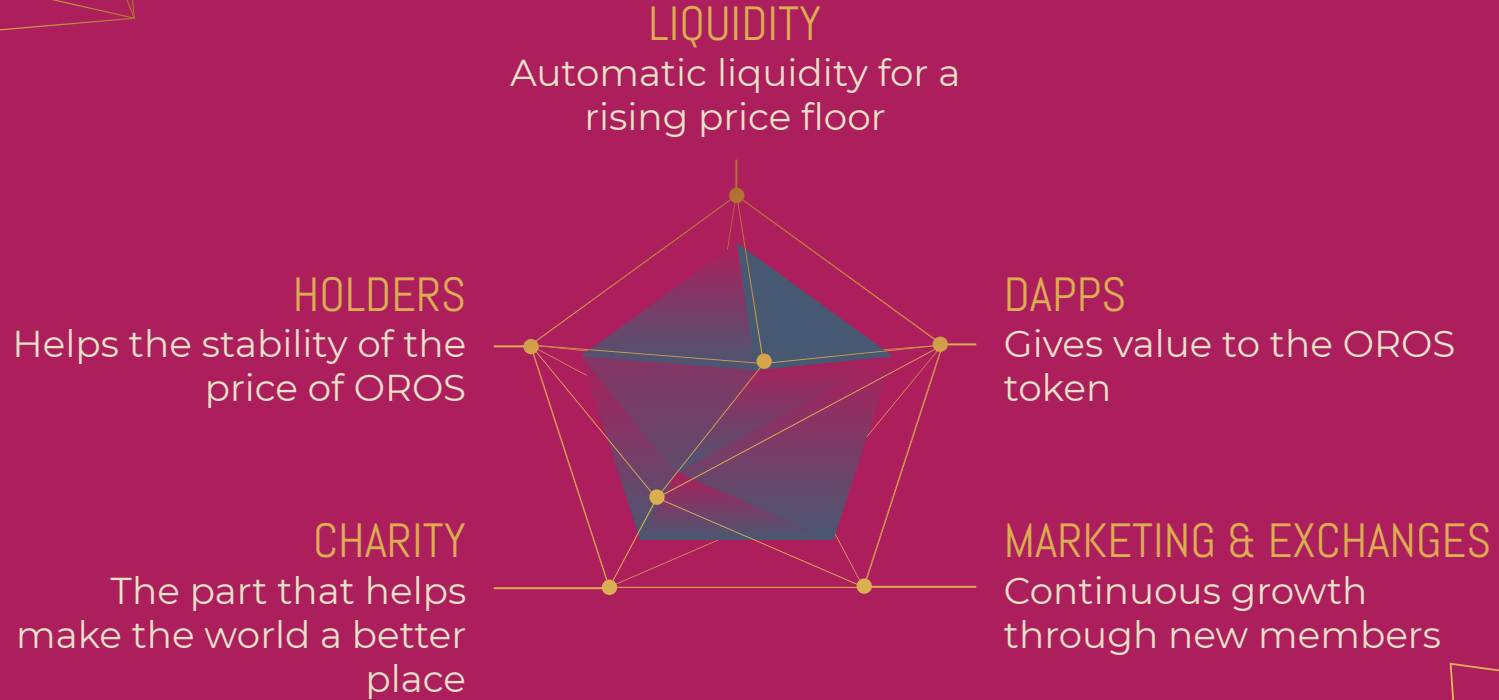 LIQUIDITY
Automatic liquidity for a
rising price floor
HOLDERS
Helps the stability of the
price of OROS
DAPPS
Gives value to the OROS
token
CHARITY
The part that helps
make the world a better
place
MARKETING & EXCHANGES
Continuous growth
through new members